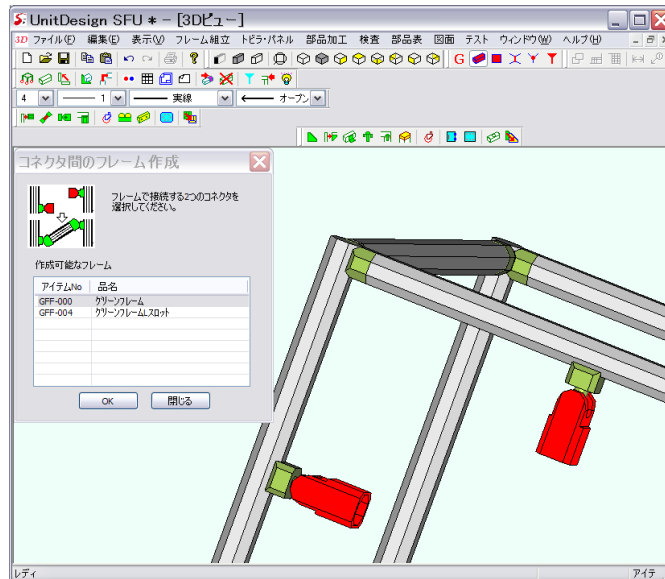 UnitDesign SFU * - [3Dビュー]
3D ファイル(F) 編集(E) 表示(V) フレーム組立 トビラ・パネル 部品加工 検査 部品表 図面 テスト ウィンドウ(W) ヘルプ(H)
G
4 1 実線 オープン
コネクタ間のフレーム作成
フレームで接続する2つのコネクタを
選択してください。
作成可能なフレーム
アイテムNo 品名
GFF-000 クリーンフレーム
GFF-004 クリーンフレームLスロット
OK 閉じる
レディ アイテ